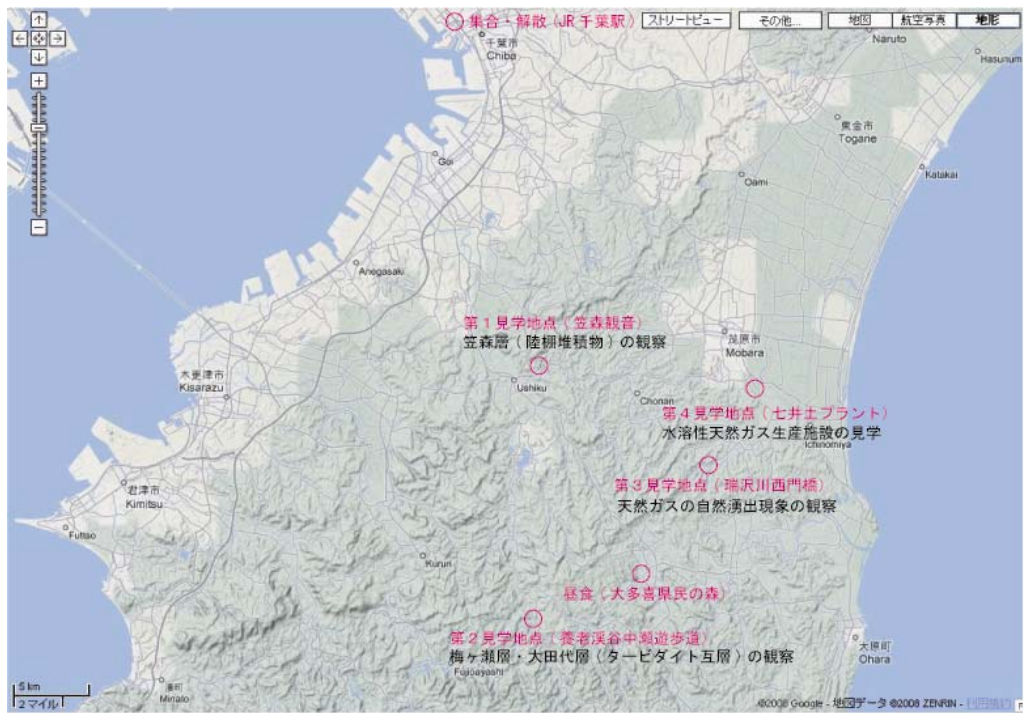 集合・解散 (JR 千葉駅)
ストリートビュー
その他...
地図
航空写真
地形
千葉市
Chiba
Naruto
Hasunum
東金市
Togane
Goi
Katakai
Oami
Anegasaki
第1見学地点 (笠森観音)
笠森層 (陸棚堆積物) の観察
茂原市
Mobara
木更津市
Kisarazu
Ushiku
Chonan
第4見学地点 (七井土プラント)
水溶性天然ガス生産施設の見学
Ichinomiya
第3見学地点 (瑞沢川西門橋)
天然ガスの自然湧出現象の観察
君津市
Kimitsu
Futtso
Kururi
昼食 (大多喜県民の森)
第2見学地点 (養老渓谷中瀬遊歩道)
梅ヶ瀬層・大田代層 (タービダイト互層) の観察
Fujibayashi
大原町
Ohara
湊町
Minato
5 km
2 マイル
©2008 Google - 地図データ ©2008 ZENRIN - 利用規約